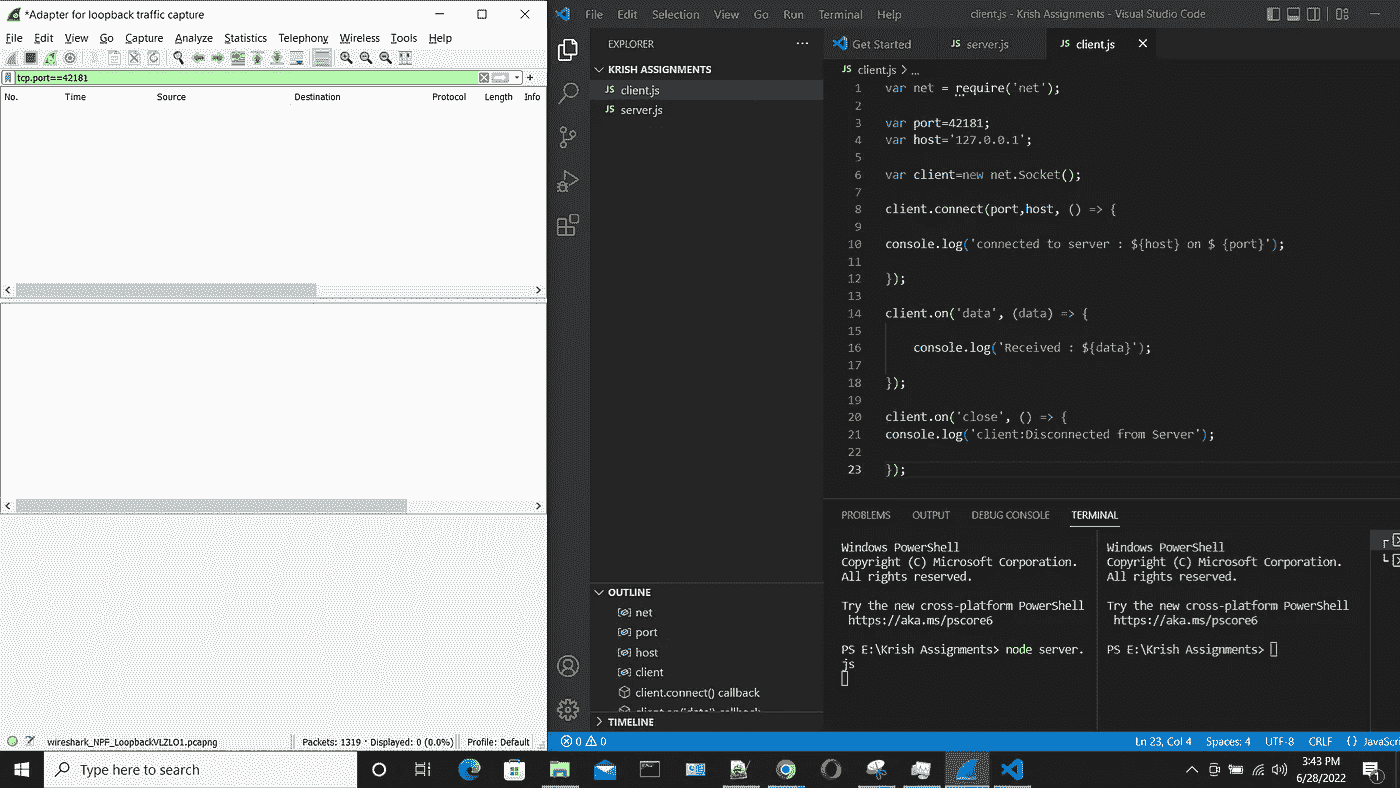 *Adapter for loopback traffic capture
File Edit View Go Capture Analyze Statistics Telephony Wireless Tools Help
tcp.port==42181
No. Time Source Destination Protocol Length Info
wireshark_NPF_LoopbackVLZLO1.pcapng
Packets: 1319 · Displayed: 0 (0.0%)
Profile: Default
File Edit Selection View Go Run Terminal Help
client.js - Krish Assignments - Visual Studio Code
EXPLORER
KRISH ASSIGNMENTS
JS client.js
JS server.js
OUTLINE
net
port
host
client
client.connect() callback
client.on('data') callback
TIMELINE
Get Started
JS server.js
JS client.js
JS client.js > ...
1 var net = require('net');
2
3 var port=42181;
4 var host='127.0.0.1';
5
6 var client=new net.Socket();
7
8 client.connect(port,host, () => {
9
10 console.log('connected to server : ${host} on $ {port}');
11
12 });
13
14 client.on('data', (data) => {
15
16 console.log('Received : ${data}');
17
18 });
19
20 client.on('close', () => {
21 console.log('client:Disconnected from Server');
22
23 });
PROBLEMS OUTPUT DEBUG CONSOLE TERMINAL
Windows PowerShell
Copyright (C) Microsoft Corporation.
All rights reserved.
Try the new cross-platform PowerShell
https://aka.ms/pscore6
PS E:\Krish Assignments> node server.
js
Windows PowerShell
Copyright (C) Microsoft Corporation.
All rights reserved.
Try the new cross-platform PowerShell
https://aka.ms/pscore6
PS E:\Krish Assignments>
0 0
Ln 23, Col 4 Spaces: 4 UTF-8 CRLF {} JavaScri
Type here to search
3:43 PM
6/28/2022
1